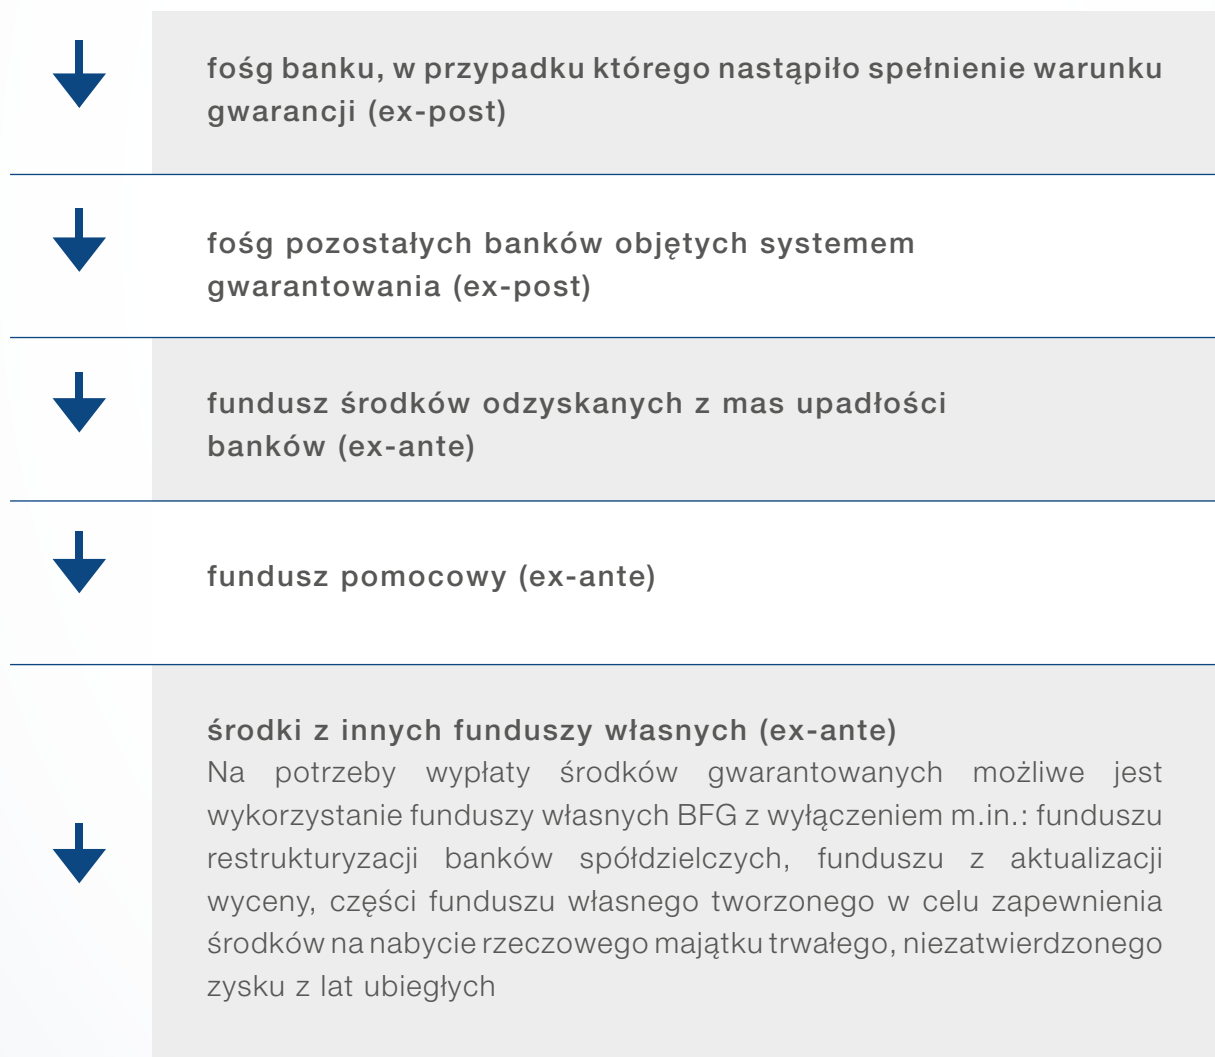 fośg banku, w przypadku którego nastąpiło spełnienie warunku
gwarancji (ex-post)
fośg pozostałych banków objętych systemem
gwarantowania (ex-post)
fundusz środków odzyskanych z mas upadłości
banków (ex-ante)
fundusz pomocowy (ex-ante)
środki z innych funduszy własnych (ex-ante)
Na potrzeby wypłaty środków gwarantowanych możliwe jest
wykorzystanie funduszy własnych BFG z wyłączeniem m.in.: funduszu
restrukturyzacji banków spółdzielczych, funduszu z aktualizacji
wyceny, części funduszu własnego tworzonego w celu zapewnienia
środków na nabycie rzeczowego majątku trwałego, niezatwierdzonego
zysku z lat ubiegłych